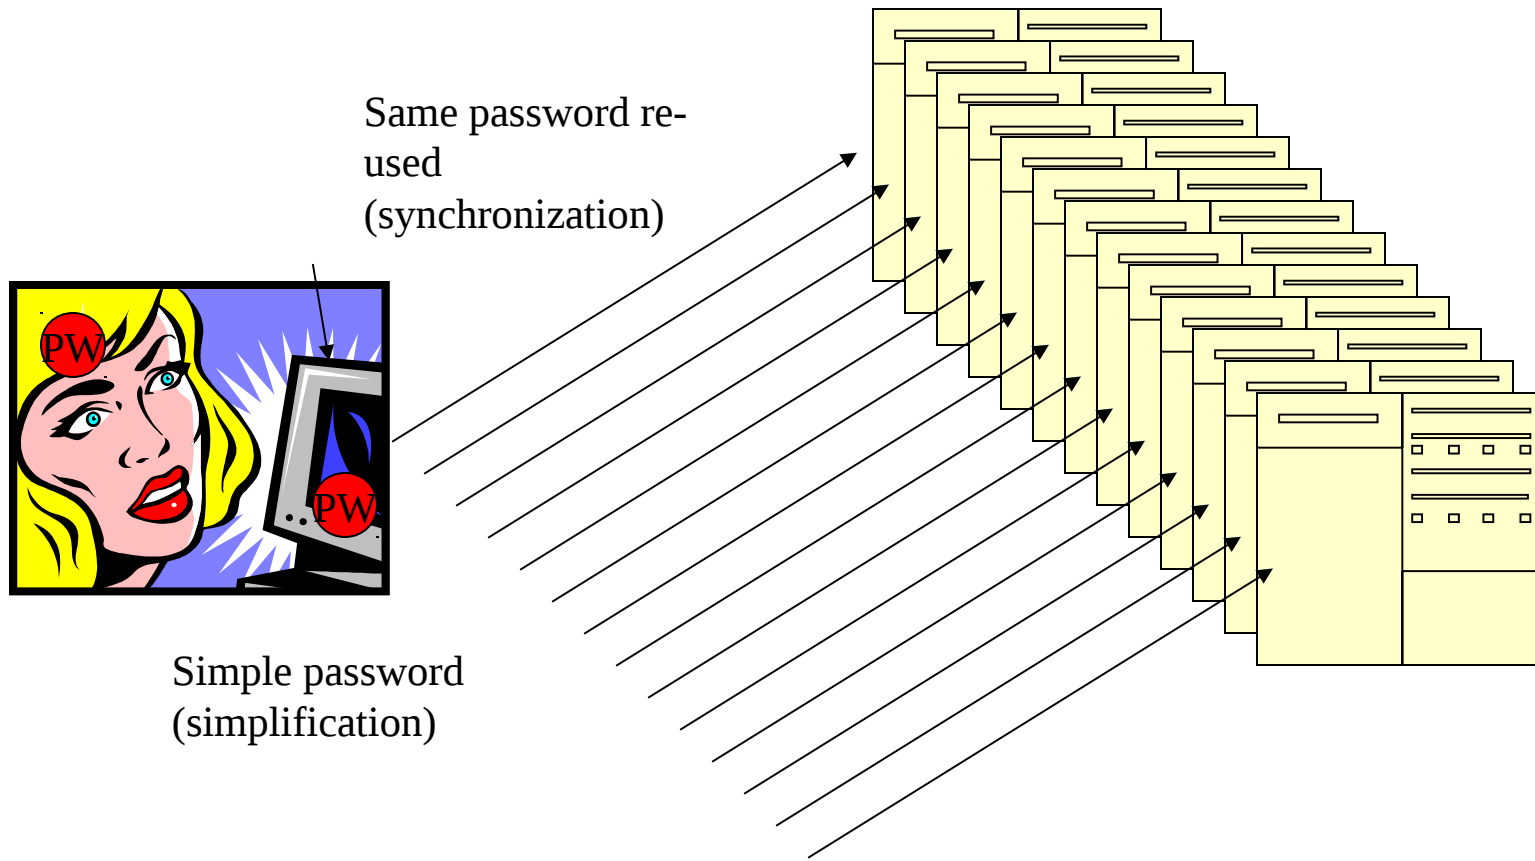 Same password re-
used
(synchronization)
PW
PW
Simple password
(simplification)